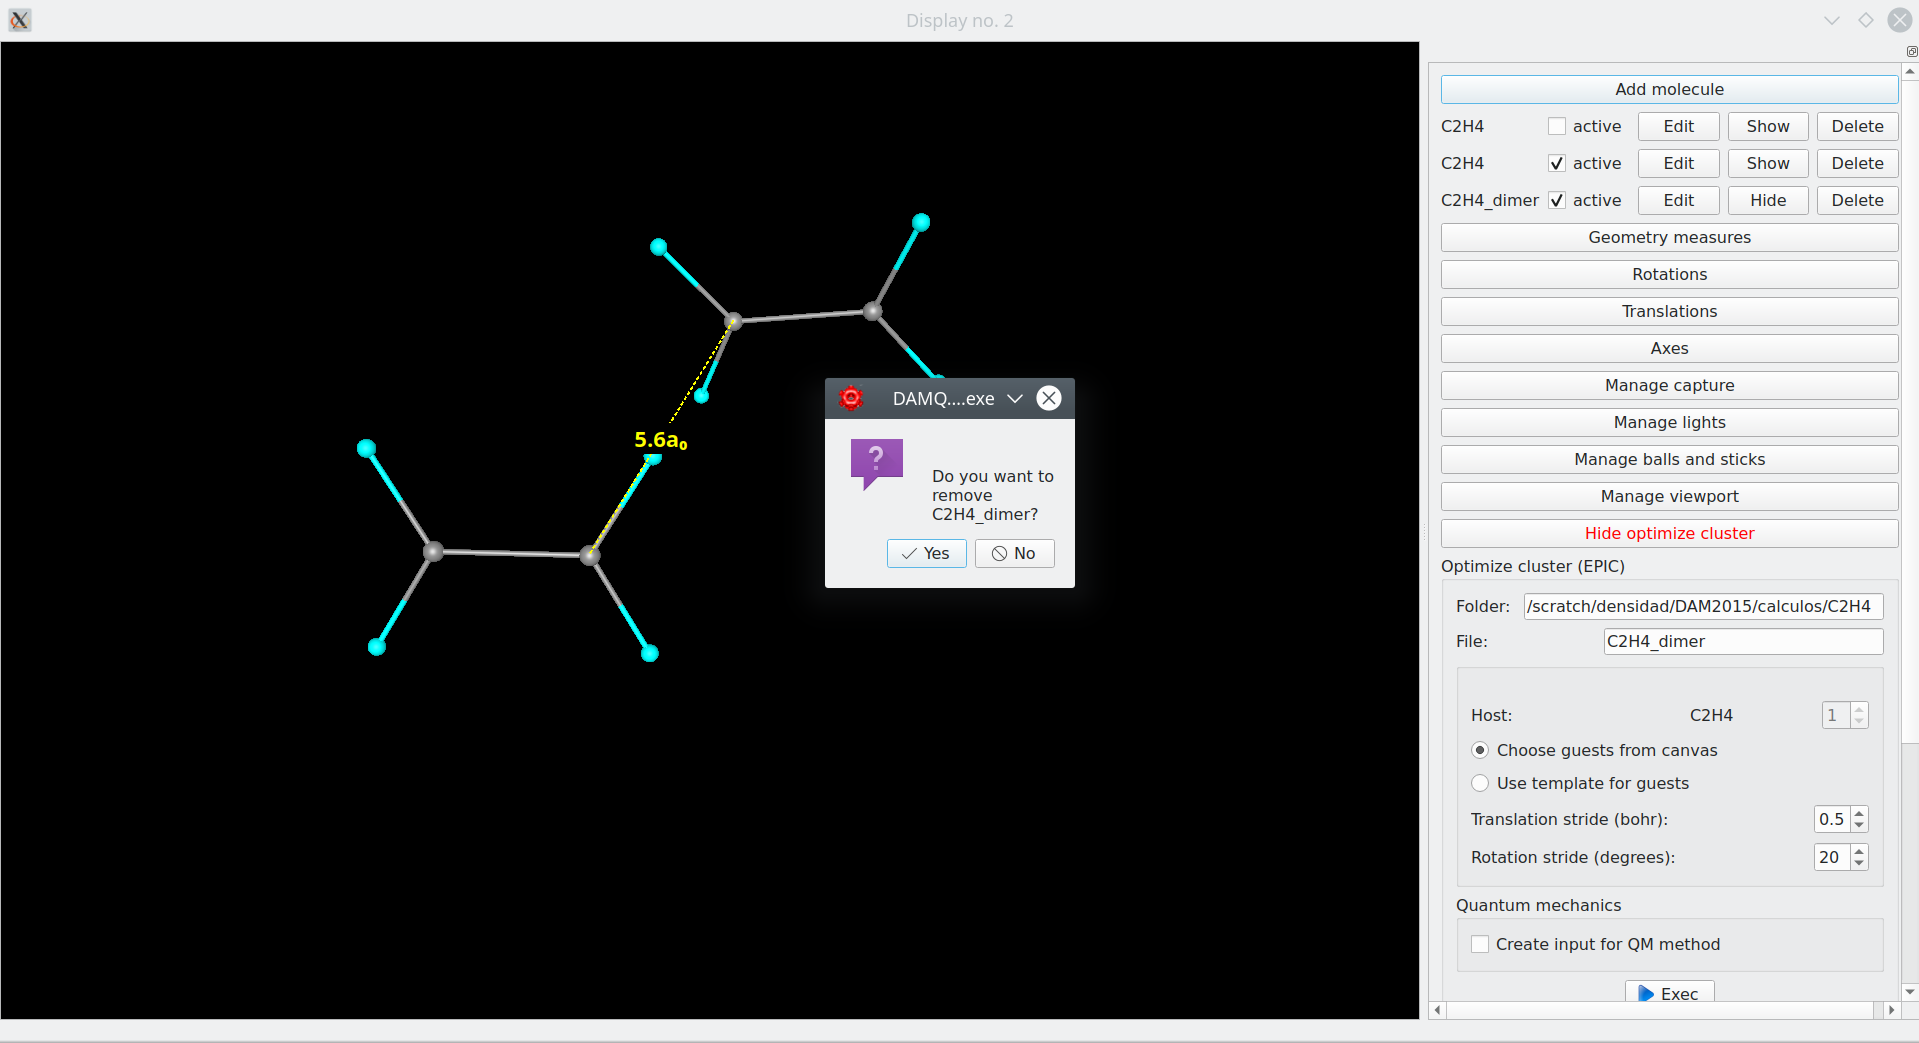 Display no. 2
Add molecule
C2H4 active Edit Show Delete
C2H4 active Edit Show Delete
C2H4_dimer active Edit Hide Delete
Geometry measures
Rotations
Translations
Axes
Manage capture
Manage lights
Manage balls and sticks
Manage viewport
Hide optimize cluster
Optimize cluster (EPIC)
Folder: /scratch/densidad/DAM2015/calculos/C2H4
File: C2H4_dimer
Host: C2H4 1
Choose guests from canvas
Use template for guests
Translation stride (bohr): 0.5
Rotation stride (degrees): 20
Quantum mechanics
Create input for QM method
Exec
5.6a₀
DAMQ....exe
?
Do you want to
remove
C2H4_dimer?
Yes No